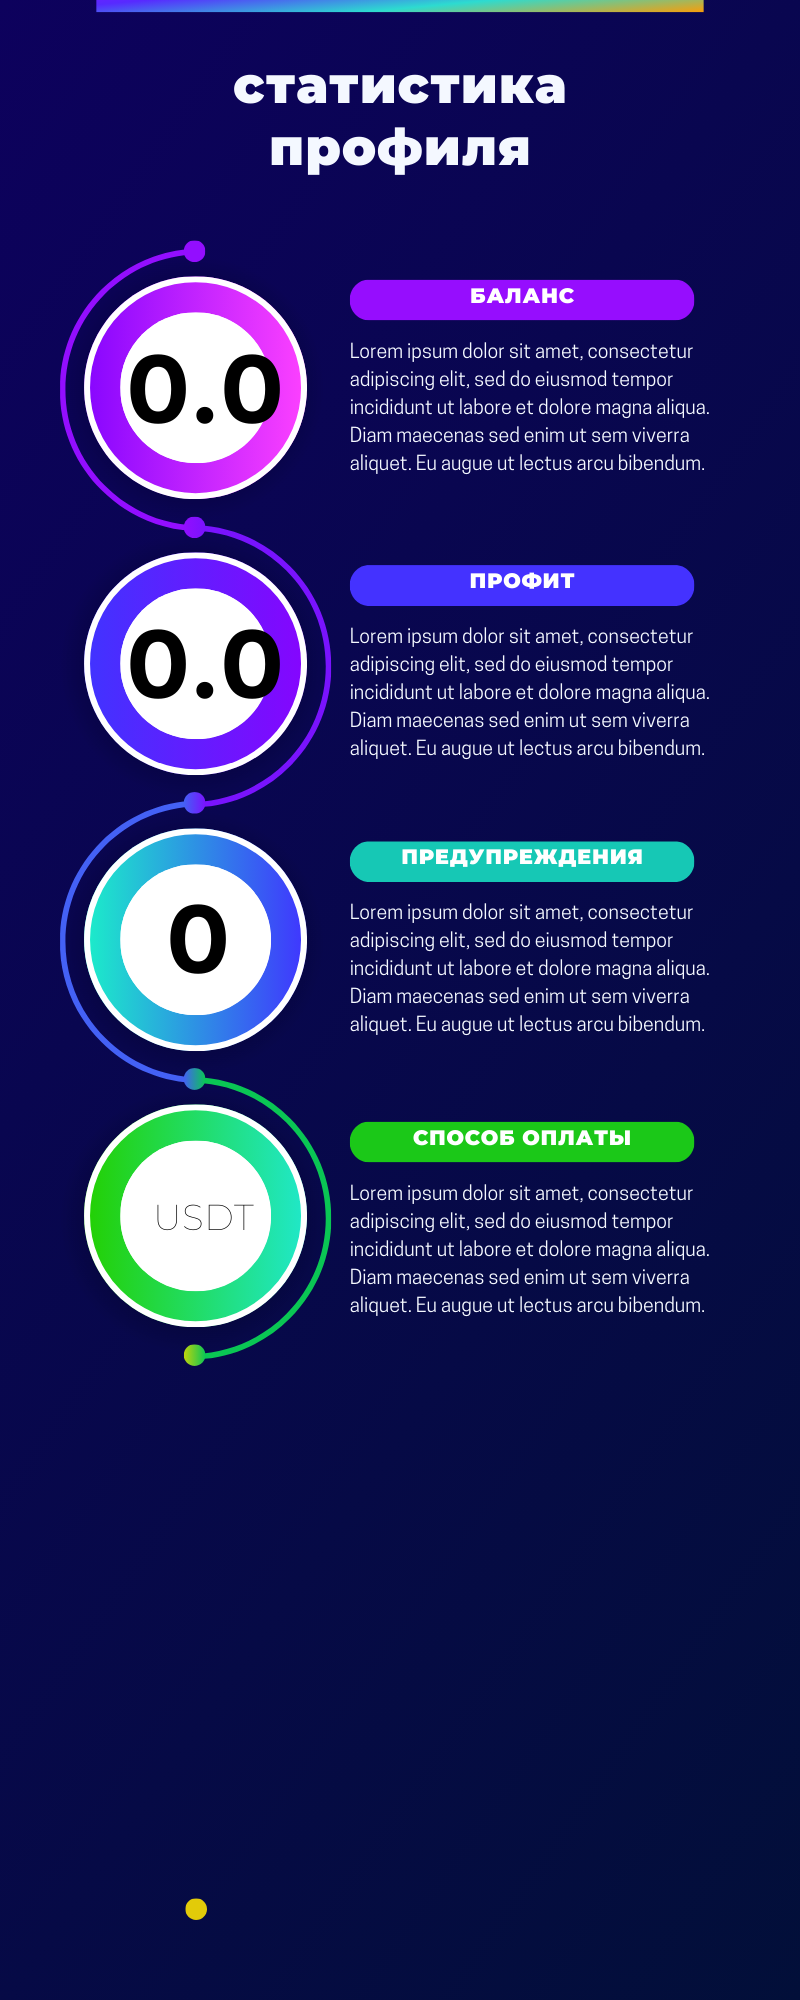 статистика
профиля
БАЛАНС
0.0
Lorem ipsum dolor sit amet, consectetur
adipiscing elit, sed do eiusmod tempor
incididunt ut labore et dolore magna aliqua.
Diam maecenas sed enim ut sem viverra
aliquet. Eu augue ut lectus arcu bibendum.
ПРОФИТ
0.0
Lorem ipsum dolor sit amet, consectetur
adipiscing elit, sed do eiusmod tempor
incididunt ut labore et dolore magna aliqua.
Diam maecenas sed enim ut sem viverra
aliquet. Eu augue ut lectus arcu bibendum.
ПРЕДУПРЕЖДЕНИЯ
0
Lorem ipsum dolor sit amet, consectetur
adipiscing elit, sed do eiusmod tempor
incididunt ut labore et dolore magna aliqua.
Diam maecenas sed enim ut sem viverra
aliquet. Eu augue ut lectus arcu bibendum.
СПОСОБ ОПЛАТЫ
USDT
Lorem ipsum dolor sit amet, consectetur
adipiscing elit, sed do eiusmod tempor
incididunt ut labore et dolore magna aliqua.
Diam maecenas sed enim ut sem viverra
aliquet. Eu augue ut lectus arcu bibendum.